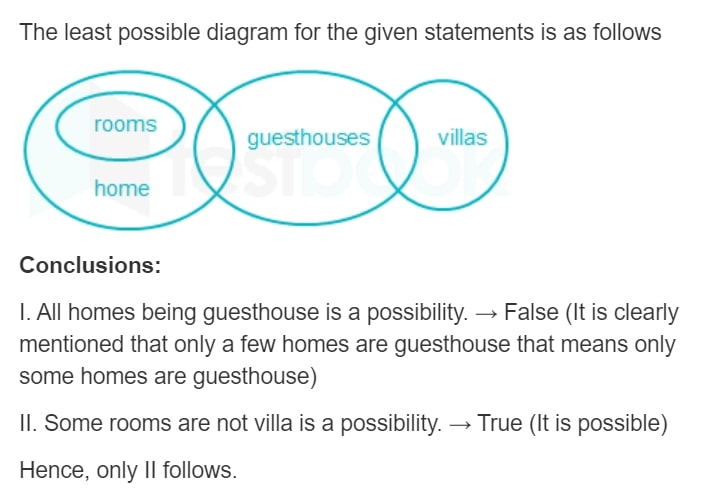 The least possible diagram for the given statements is as follows
rooms
guesthouses
villas
home
testbook
Conclusions:
I. All homes being guesthouse is a possibility. → False (It is clearly
mentioned that only a few homes are guesthouse that means only
some homes are guesthouse)
II. Some rooms are not villa is a possibility. → True (It is possible)
Hence, only II follows.